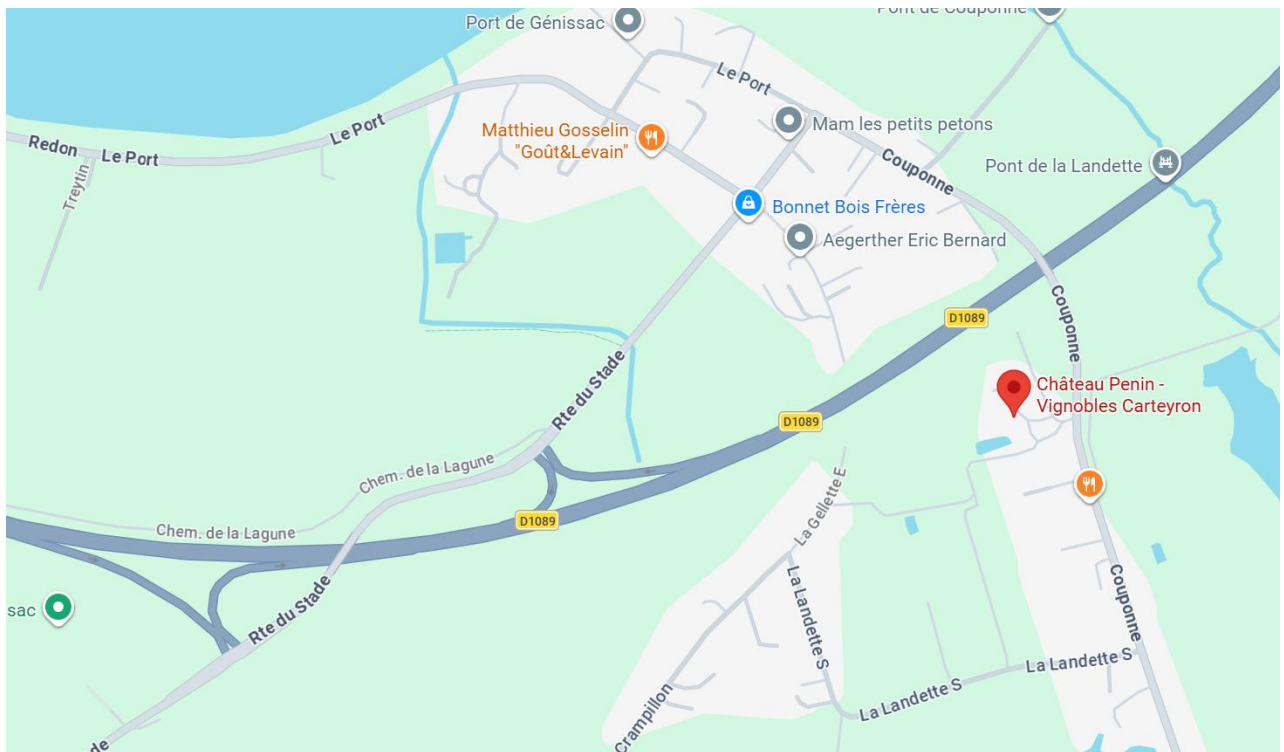 Pont de Couponne
Port de Génissac
Le Port
Le Port
Redon
Le Port
Treytin
Matthieu Gosselin
"Goût&Levain"
Mam les petits petons
Couponne
Pont de la Landette
Bonnet Bois Frères
Aegerther Eric Bernard
Couponne
D1089
Rte du Stade
Château Penin -
Vignobles Carteyron
D1089
Chem. de la Lagune
La Gellette E
D1089
Chem. de la Lagune
La Landette S
Couponne
sac
Rte du Stade
La Landette S
La Landette S
Crampillon
de